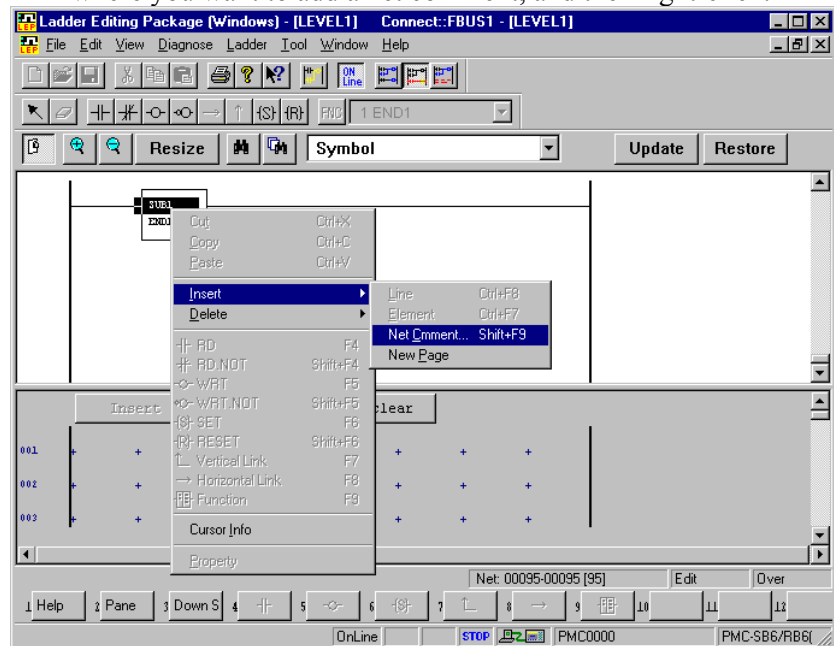 Ladder Editing Package (Windows) - [LEVEL1] Connect::FBUS1 - [LEVEL1]
File Edit View Diagnose Ladder Tool Window Help
ON Line
{S} {R} FNC 1 END1
Resize Symbol Update Restore
SUB1
END1
Cut Ctrl+X
Copy Ctrl+C
Paste Ctrl+V
Insert
Delete
Line Ctrl+F8
Element Ctrl+F7
Net Cmment... Shift+F9
New Page
RD F4
RD.NOT Shift+F4
WRT F5
WRT.NOT Shift+F5
{S} SET F6
{R} RESET Shift+F6
Vertical Link F7
Horizontal Link F8
Function F9
Cursor Info
Property
Insert
001
002
003
Net: 00095-00095 [95] Edit Over
1 Help 2 Pane 3 Down S 4 5 6 {S} 7 8 9 10 11 12
OnLine STOP PMC0000 PMC-SB6/RB6(